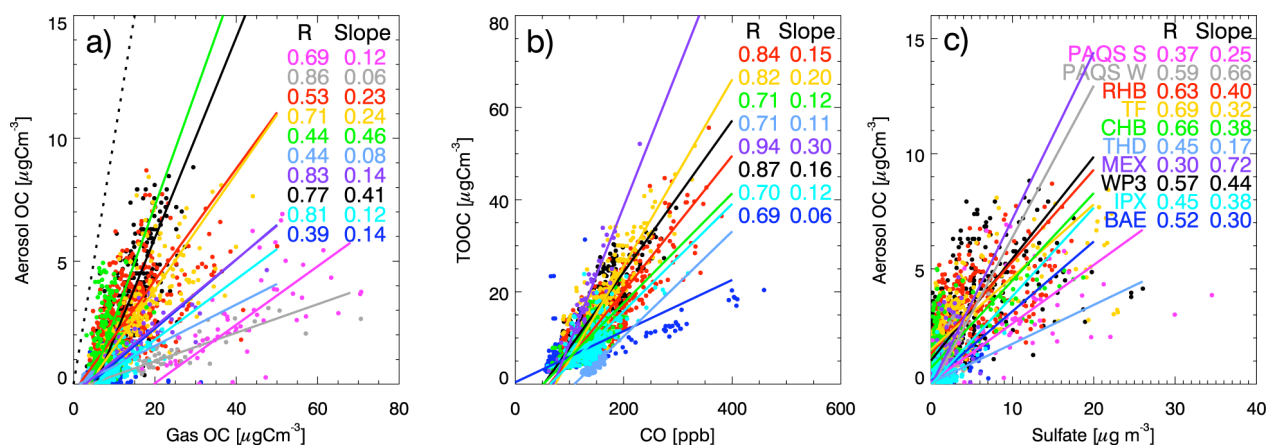 a)
R Slope
0.69 0.12
0.86 0.06
0.53 0.23
0.71 0.24
0.44 0.46
0.44 0.08
0.83 0.14
0.77 0.41
0.81 0.12
0.39 0.14
Aerosol OC [μgCm-3]
15
10
5
0
0 20 40 60 80
Gas OC [μgCm-3]
b)
R Slope
0.84 0.15
0.82 0.20
0.71 0.12
0.71 0.11
0.94 0.30
0.87 0.16
0.70 0.12
0.69 0.06
TOOC [μgCm-3]
80
60
40
20
0
0 200 400 600
CO [ppb]
c)
R Slope
PAQS S 0.37 0.25
PAQS W 0.59 0.66
RHB 0.63 0.40
TF 0.69 0.32
CHB 0.66 0.38
THD 0.45 0.17
MEX 0.30 0.72
WP3 0.57 0.44
IPX 0.45 0.38
BAE 0.52 0.30
Aerosol OC [μgCm-3]
15
10
5
0
0 10 20 30 40
Sulfate [μg m-3]